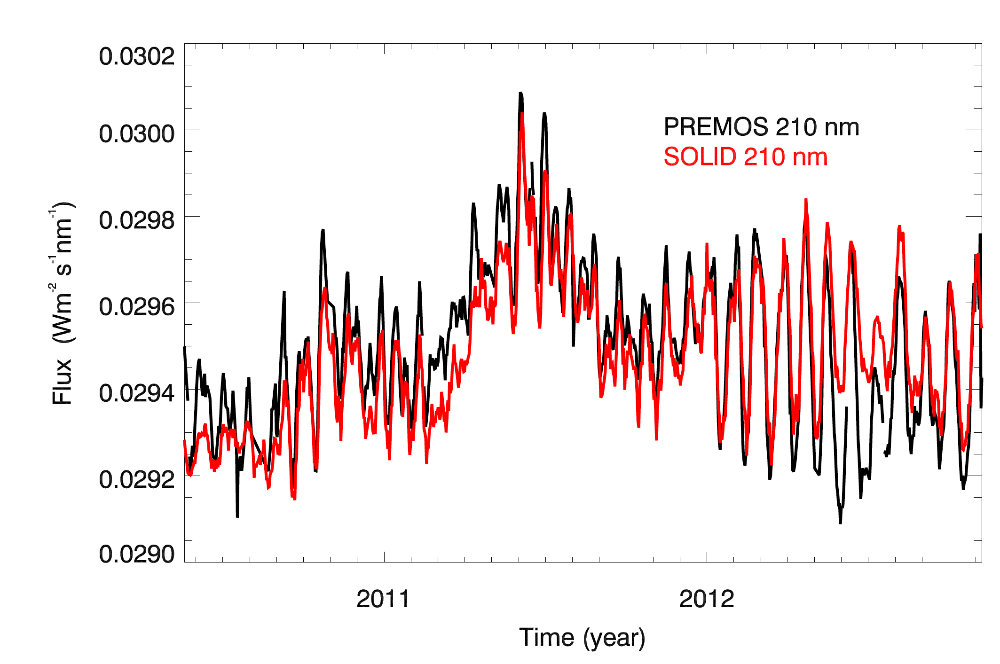 0.0302
0.0300
0.0298
0.0296
0.0294
0.0292
0.0290
Flux (Wm-2 s-1nm-1)
PREMOS 210 nm
SOLID 210 nm
2011
2012
Time (year)